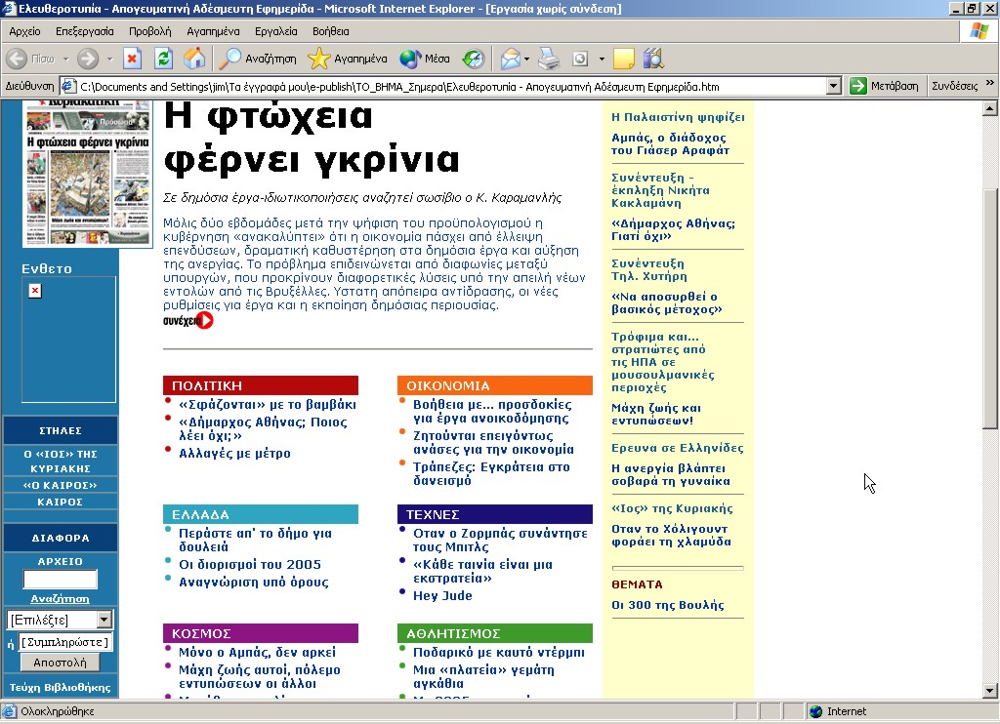 Ελευθεροτυπία - Απογευματινή Αδέσμευτη Εφημερίδα - Microsoft Internet Explorer - [Εργασία χωρίς σύνδεση]
Αρχείο Επεξεργασία Προβολή Αγαπημένα Εργαλεία Βοήθεια
Πίσω Αναζήτηση Αγαπημένα Μέσα
Διεύθυνση C:\Documents and Settings\jim\Τα έγγραφά μου\e-publish\ΤΟ_ΒΗΜΑ_Σημερα\Ελευθεροτυπία - Απογευματινή Αδέσμευτη Εφημερίδα.htm Μετάβαση Συνδέσεις »
Κυριακάτικη
Η φτώχεια φέρνει γκρίνια
Ενθετο
ΣΤΗΛΕΣ
Ο «ΙΟΣ» ΤΗΣ
ΚΥΡΙΑΚΗΣ
«Ο ΚΑΙΡΟΣ»
ΚΑΙΡΟΣ
ΔΙΑΦΟΡΑ
ΑΡΧΕΙΟ
Αναζήτηση
[Επιλέξτε]
ή [Συμπληρώστε]
Αποστολή
Τεύχη Βιβλιοθήκης
Η φτώχεια
φέρνει γκρίνια
Σε δημόσια έργα-ιδιωτικοποιήσεις αναζητεί σωσίβιο ο Κ. Καραμανλής
Μόλις δύο εβδομάδες μετά την ψήφιση του προϋπολογισμού η
κυβέρνηση «ανακαλύπτει» ότι η οικονομία πάσχει από έλλειψη
επενδύσεων, δραματική καθυστέρηση στα δημόσια έργα και αύξηση
της ανεργίας. Το πρόβλημα επιδεινώνεται από διαφωνίες μεταξύ
υπουργών, που προκρίνουν διαφορετικές λύσεις υπό την απειλή νέων
εντολών από τις Βρυξέλλες. Υστατη απόπειρα αντίδρασης, οι νέες
ρυθμίσεις για έργα και η εκποίηση δημόσιας περιουσίας.
συνέχεια
ΠΟΛΙΤΙΚΗ
«Σφάζονται» με το βαμβάκι
«Δήμαρχος Αθήνας; Ποιος
λέει όχι;»
Αλλαγές με μέτρο
ΟΙΚΟΝΟΜΙΑ
Βοήθεια με... προσδοκίες
για έργα ανοικοδόμησης
Ζητούνται επειγόντως
ανάσες για την οικονομία
Τράπεζες: Εγκράτεια στο
δανεισμό
ΕΛΛΑΔΑ
Περάστε απ' το δήμο για
δουλειά
Οι διορισμοί του 2005
Αναγνώριση υπό όρους
ΤΕΧΝΕΣ
Οταν ο Ζορμπάς συνάντησε
τους Μπιτλς
«Κάθε ταινία είναι μια
εκστρατεία»
Hey Jude
ΚΟΣΜΟΣ
Μόνο ο Αμπάς, δεν αρκεί
Μάχη ζωής αυτοί, πόλεμο
εντυπώσεων οι άλλοι
ΑΘΛΗΤΙΣΜΟΣ
Ποδαρικό με καυτό ντέρμπι
Μια «πλατεία» γεμάτη
αγκάθια
Η Παλαιστίνη ψηφίζει
Αμπάς, ο διάδοχος
του Γιάσερ Αραφάτ
Συνέντευξη -
έκπληξη Νικήτα
Κακλαμάνη
«Δήμαρχος Αθήνας;
Γιατί όχι»
Συνέντευξη
Τηλ. Χυτήρη
«Να αποσυρθεί ο
βασικός μέτοχος»
Τρόφιμα και...
στρατιώτες από
τις ΗΠΑ σε
μουσουλμανικές
περιοχές
Μάχη ζωής και
εντυπώσεων!
Ερευνα σε Ελληνίδες
Η ανεργία βλάπτει
σοβαρά τη γυναίκα
«Ιος» της Κυριακής
Οταν το Χόλιγουντ
φοράει τη χλαμύδα
ΘΕΜΑΤΑ
Οι 300 της Βουλής
Ολοκληρώθηκε Internet